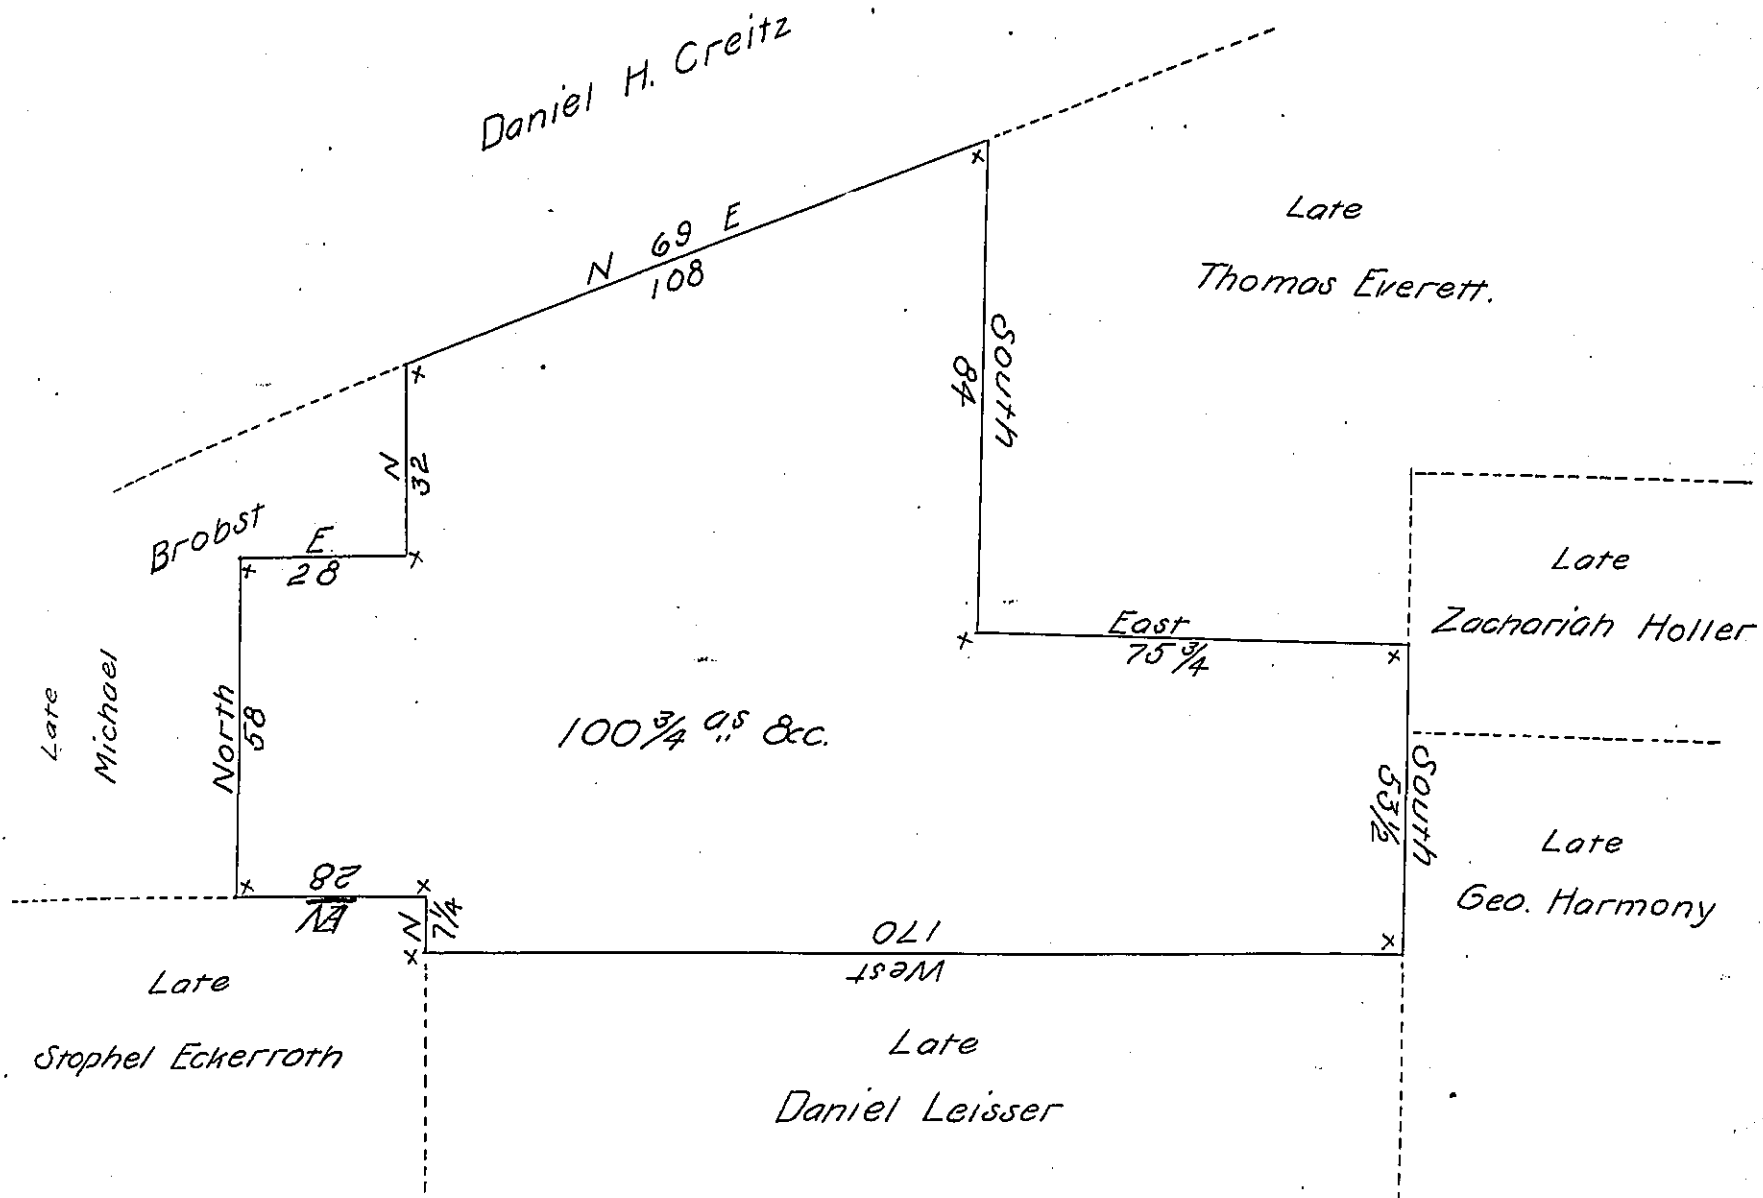 Daniel H. Creitz
N 69 E
108
Late
Thomas Everett.
South
84
N
32
Brobst
E
28
Late
Zachariah Holler
East
75 3/4
Late
Michael
North
58
100 3/4 as &c.
South
53 1/2
Late
Geo. Harmony
28
N
7 1/4
170
West
Late
Stophel Eckerroth
Late
Daniel Leisser